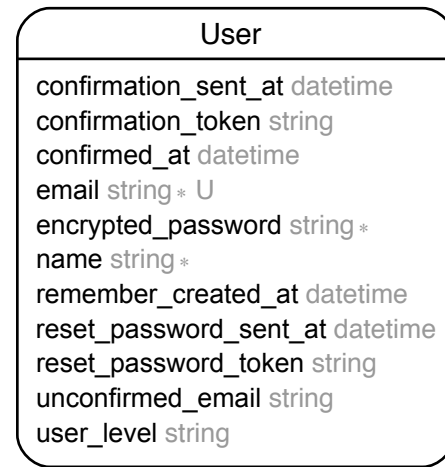 User
confirmation_sent_at datetime
confirmation_token string
confirmed_at datetime
email string * U
encrypted_password string *
name string *
remember_created_at datetime
reset_password_sent_at datetime
reset_password_token string
unconfirmed_email string
user_level string